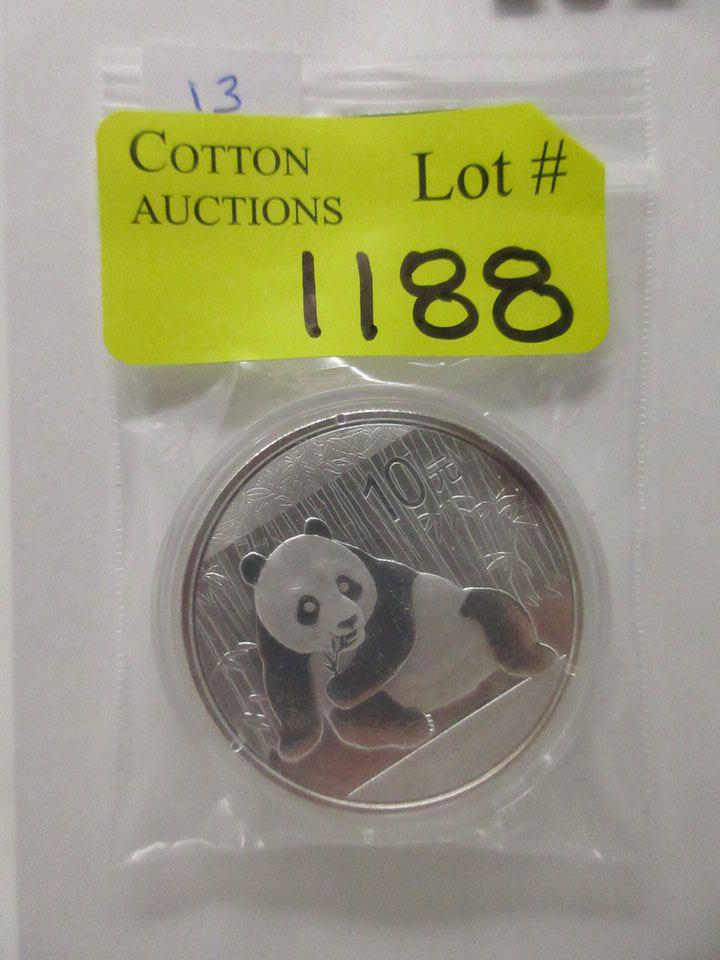 13
COTTON
AUCTIONS
Lot #
1188
10元